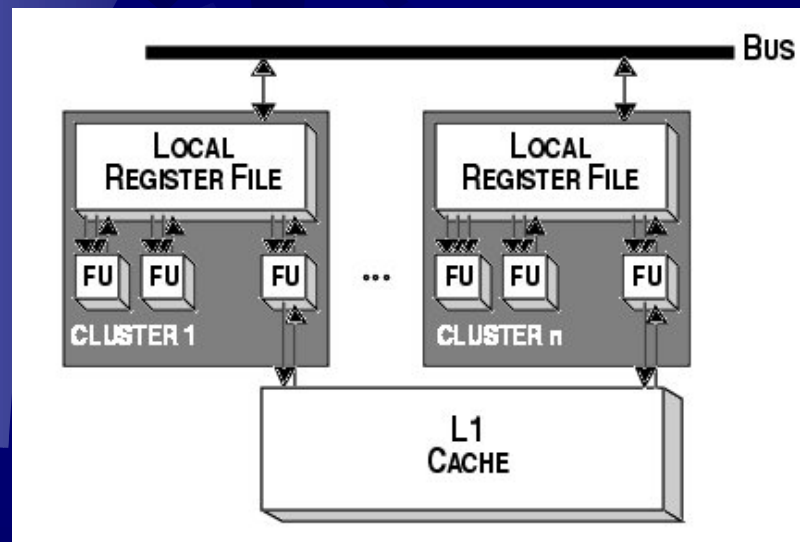 BUS
LOCAL
REGISTER FILE
LOCAL
REGISTER FILE
FU FU FU ... FU FU FU
CLUSTER 1
CLUSTER n
L1
CACHE